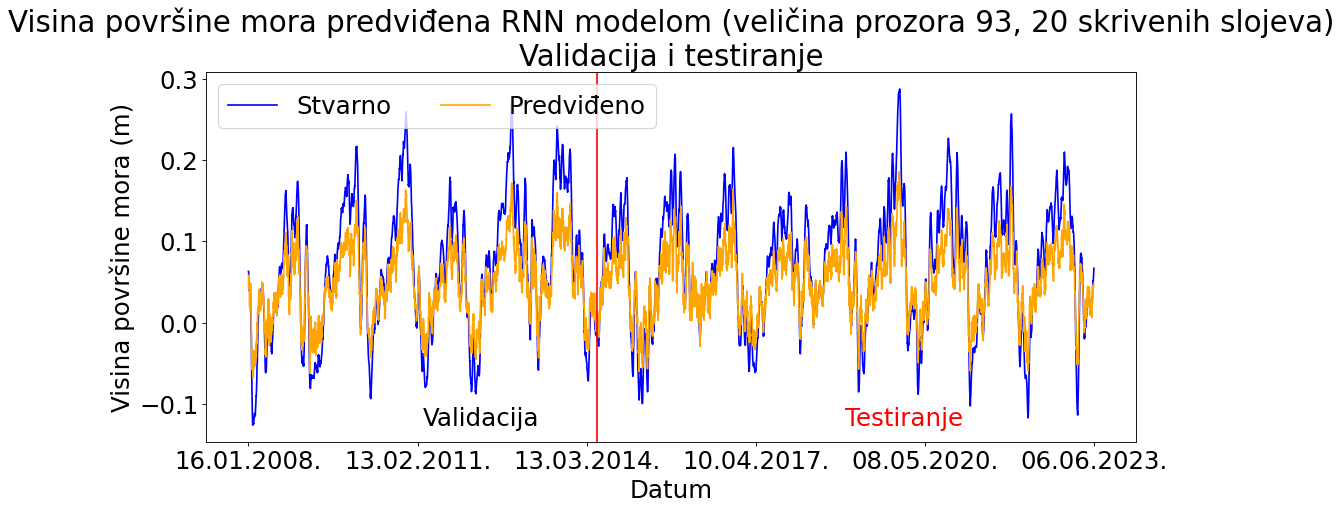 Visina površine mora predviđena RNN modelom (veličina prozora 93, 20 skrivenih slojeva)
Validacija i testiranje
Stvarno
Predviđeno
Visina površine mora (m)
0.3
0.2
0.1
0.0
−0.1
Validacija
Testiranje
16.01.2008.
13.02.2011.
13.03.2014.
10.04.2017.
08.05.2020.
06.06.2023.
Datum